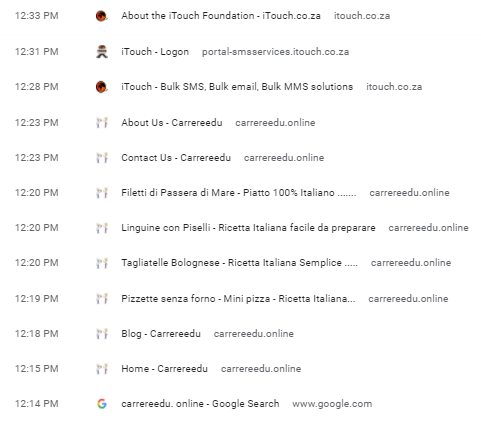 12:33 PM About the iTouch Foundation - iTouch.co.za itouch.co.za
12:31 PM iTouch - Logon portal-smsservices.itouch.co.za
12:28 PM iTouch - Bulk SMS, Bulk email, Bulk MMS solutions itouch.co.za
12:23 PM About Us - Carrereedu carrereedu.online
12:23 PM Contact Us - Carrereedu carrereedu.online
12:20 PM Filetti di Passera di Mare - Piatto 100% Italiano ....... carrereedu.online
12:20 PM Linguine con Piselli - Ricetta Italiana facile da preparare carrereedu.online
12:20 PM Tagliatelle Bolognese - Ricetta Italiana Semplice ..... carrereedu.online
12:19 PM Pizzette senza forno - Mini pizza - Ricetta Italiana... carrereedu.online
12:18 PM Blog - Carrereedu carrereedu.online
12:15 PM Home - Carrereedu carrereedu.online
12:14 PM carrereedu. online - Google Search www.google.com